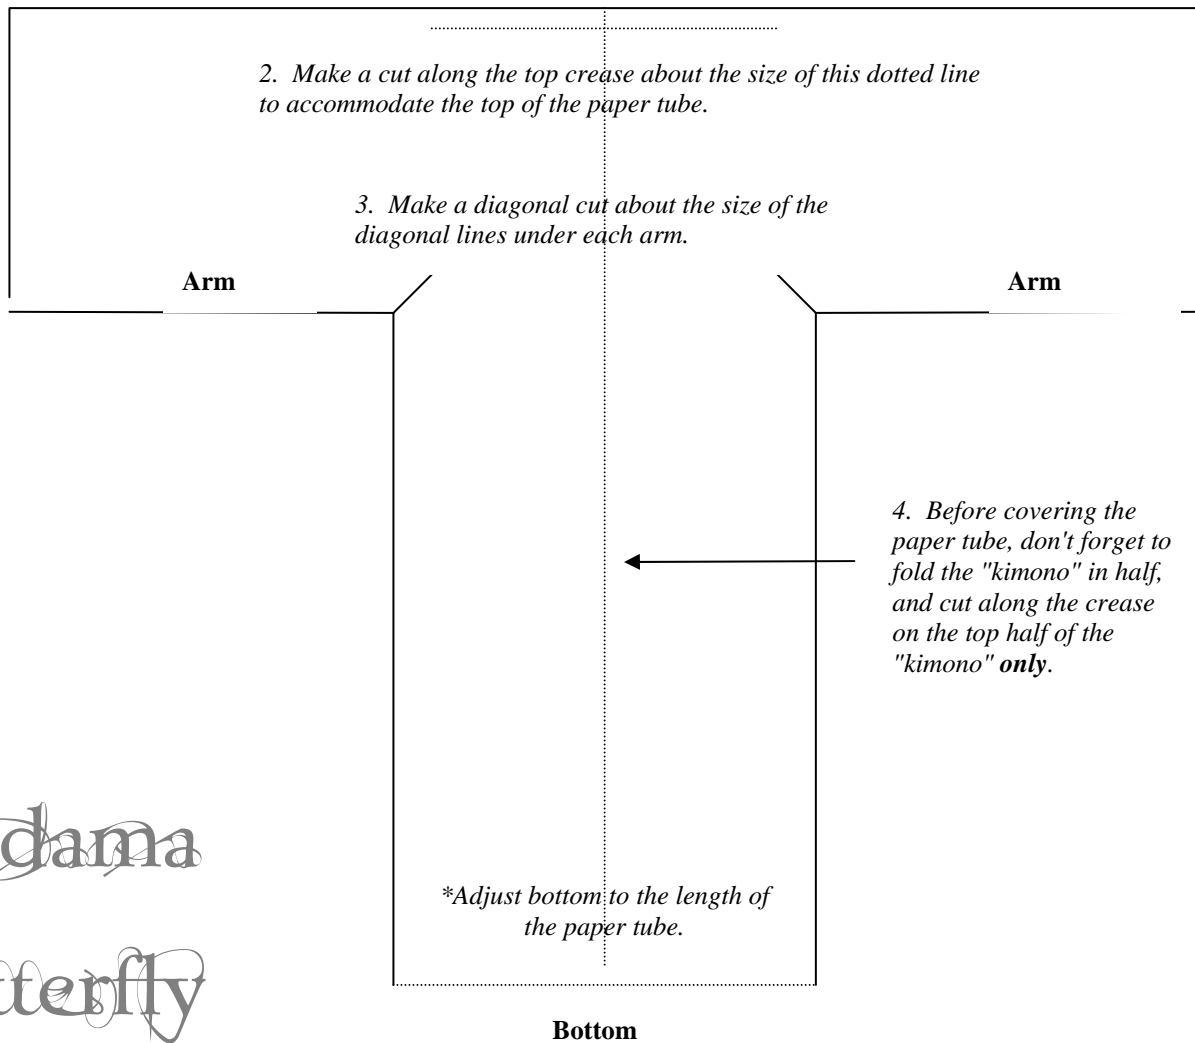 2. Make a cut along the top crease about the size of this dotted line
to accommodate the top of the paper tube.
3. Make a diagonal cut about the size of the
diagonal lines under each arm.
Arm
Arm
4. Before covering the
paper tube, don't forget to
fold the "kimono" in half,
and cut along the crease
on the top half of the
"kimono" only.
dama
*Adjust bottom to the length of
the paper tube.
tterfly
Bottom